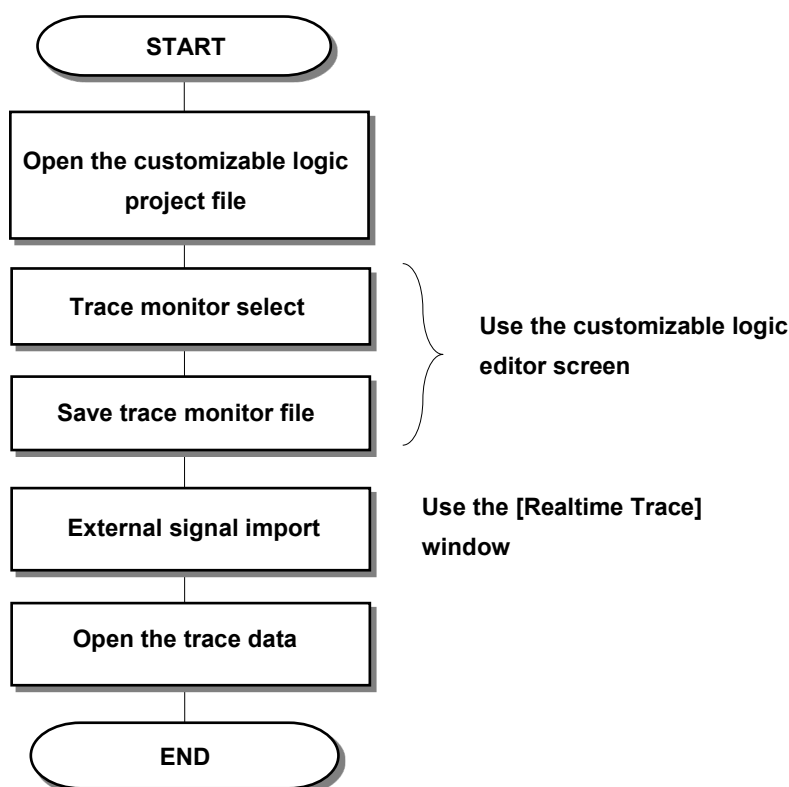 START
Open the customizable logic
project file
Trace monitor select
Save trace monitor file
Use the customizable logic
editor screen
External signal import
Use the [Realtime Trace]
window
Open the trace data
END